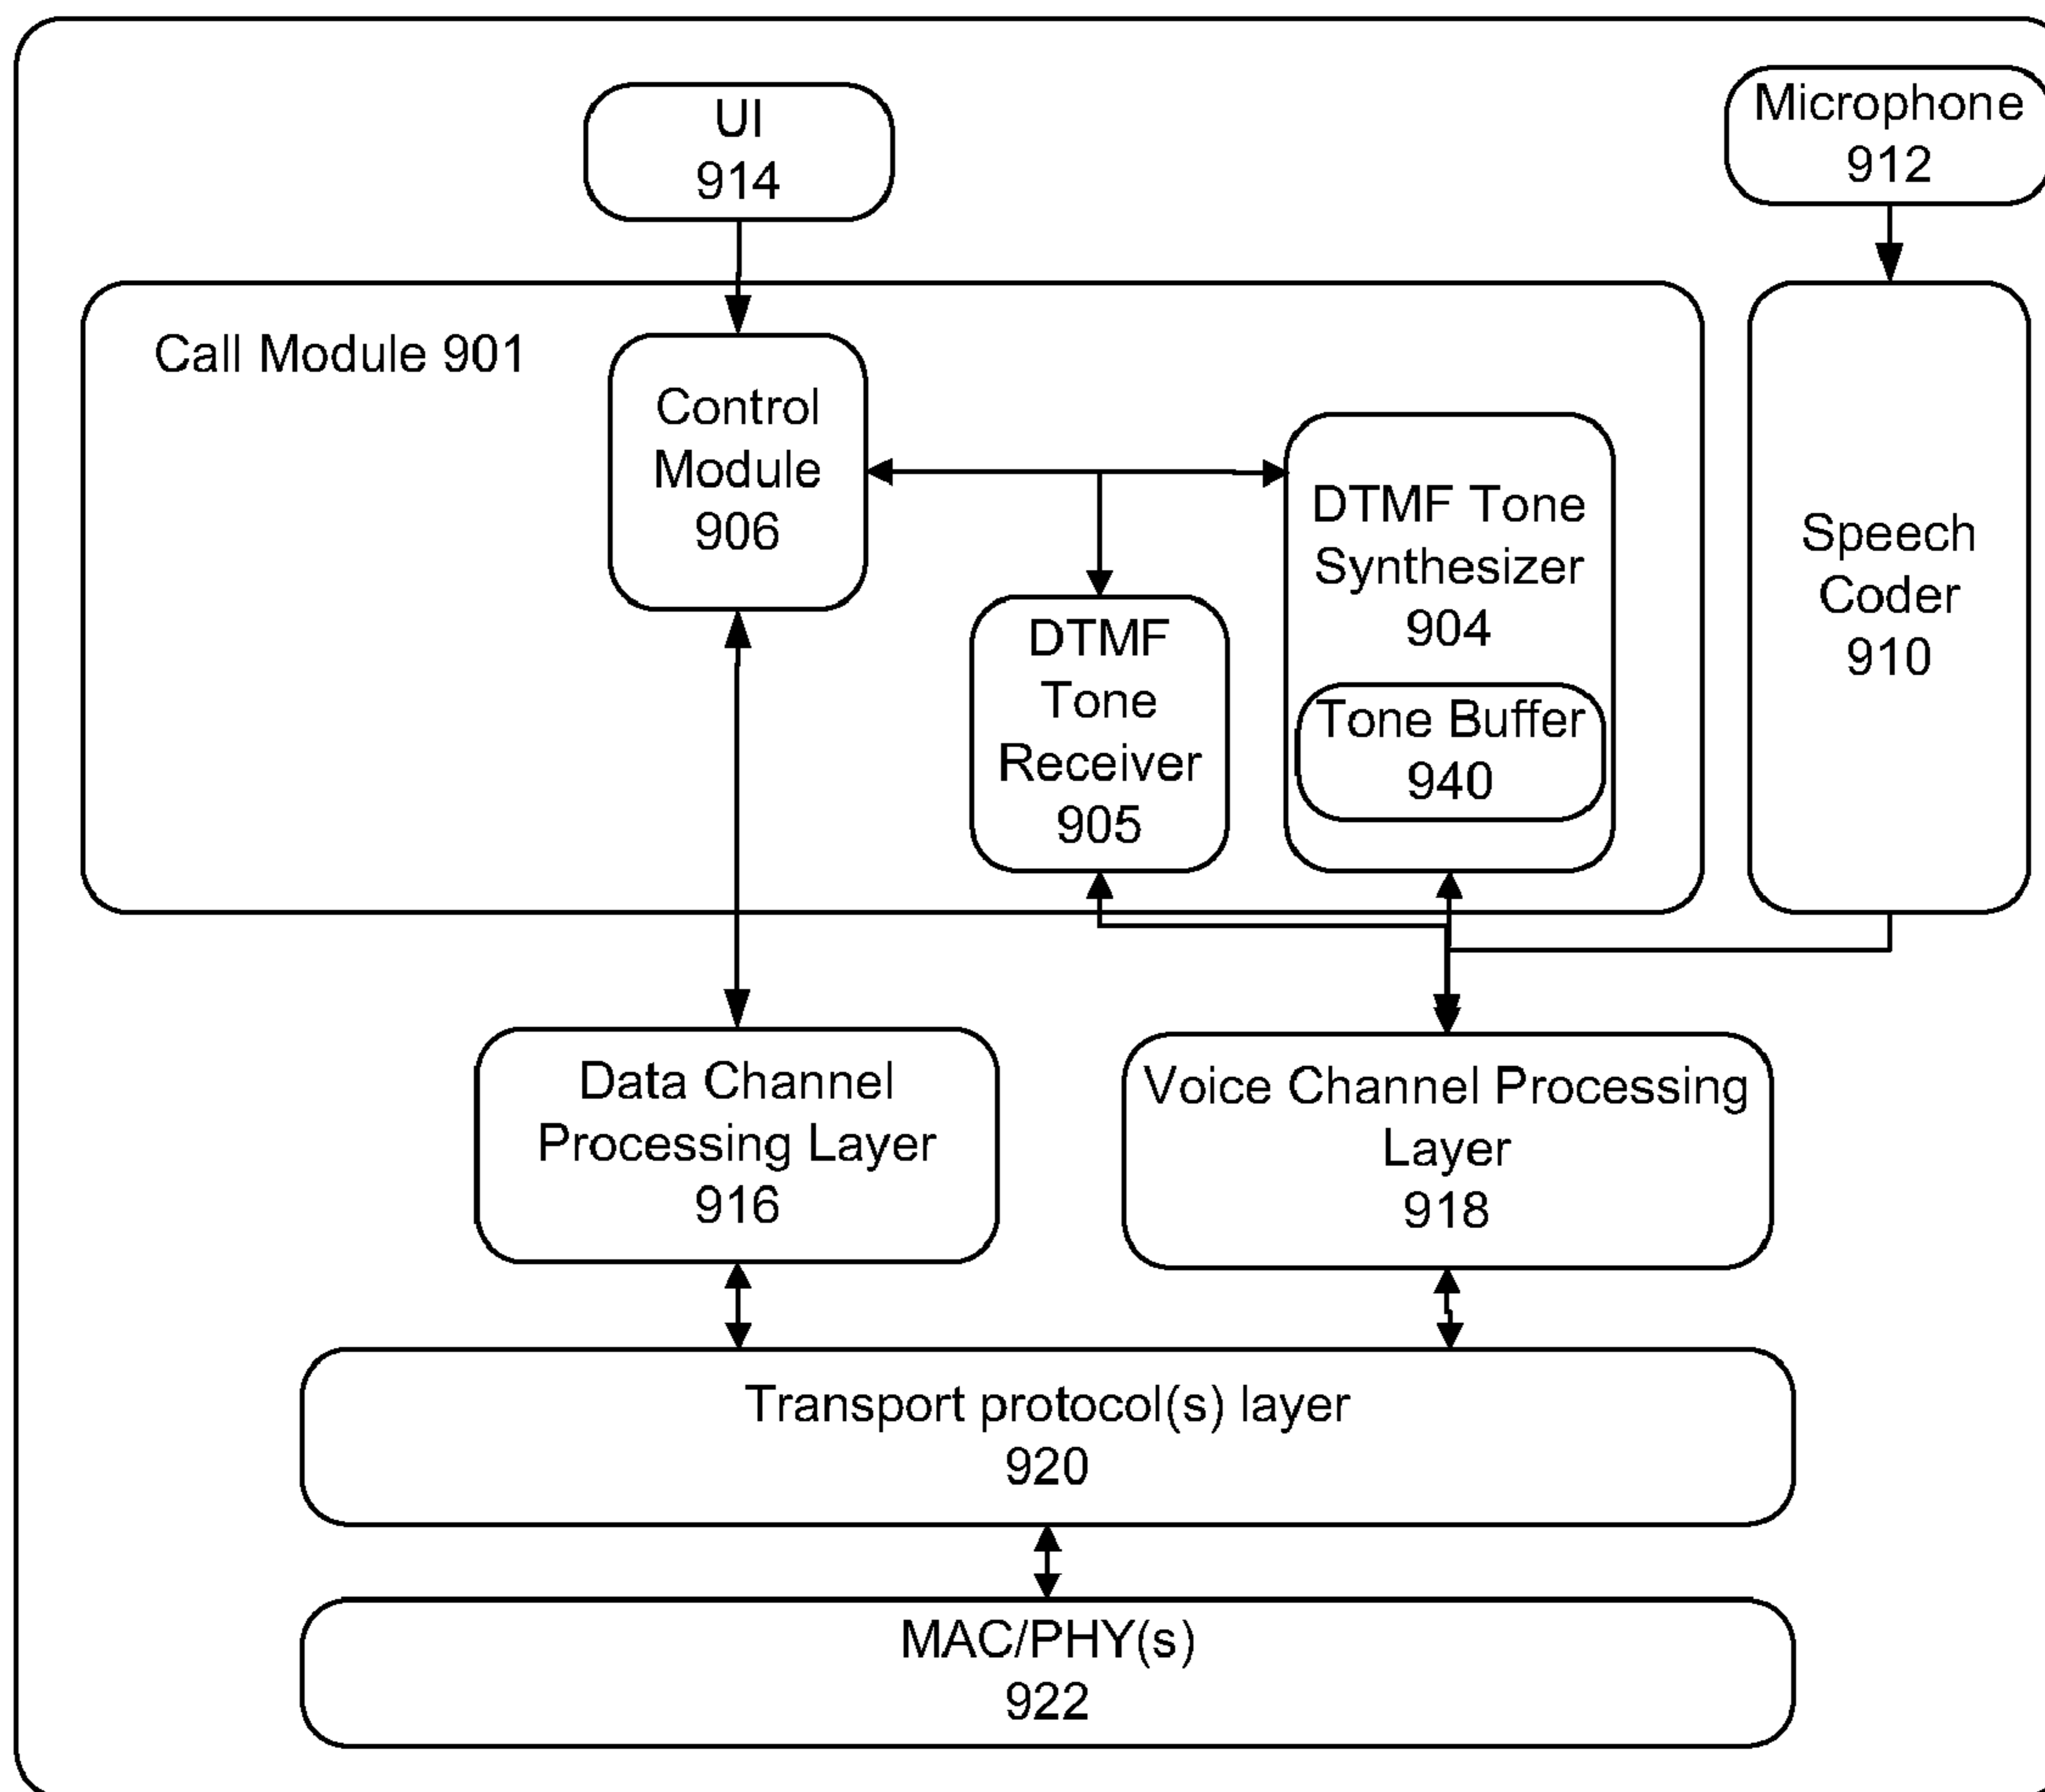 UI
914
Microphone
912
Call Module 901
Control
Module
906
DTMF Tone
Synthesizer
904
Tone Buffer
940
DTMF
Tone
Receiver
905
Speech
Coder
910
Data Channel
Processing Layer
916
Voice Channel Processing
Layer
918
Transport protocol(s) layer
920
MAC/PHY(s)
922